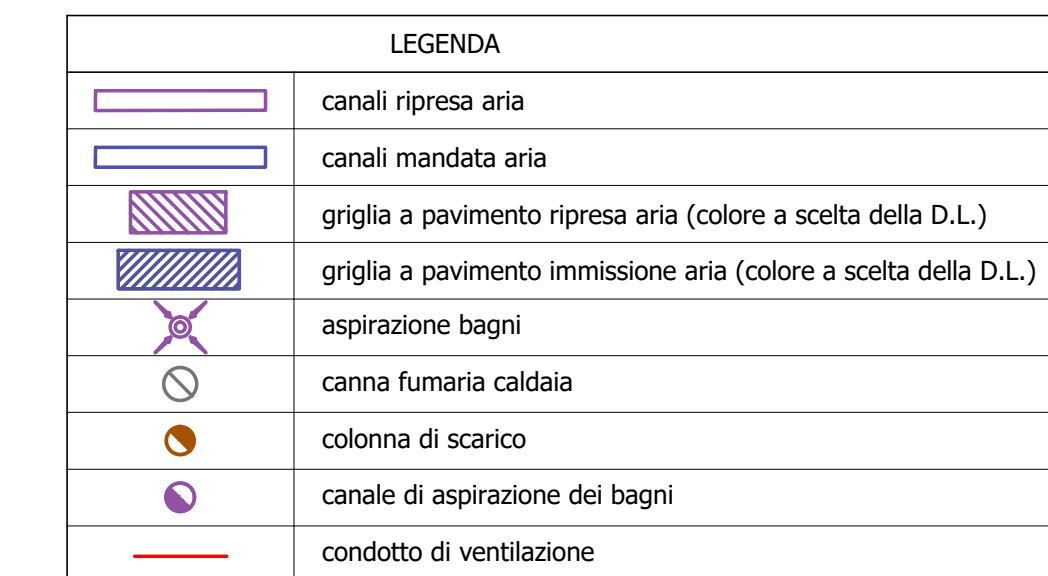 LEGENDA
canali ripresa aria
canali mandata aria
griglia a pavimento ripresa aria (colore a scelta della D.L.)
griglia a pavimento immissione aria (colore a scelta della D.L.)
aspirazione bagni
canna fumaria caldaia
colonna di scarico
canale di aspirazione dei bagni
condotto di ventilazione